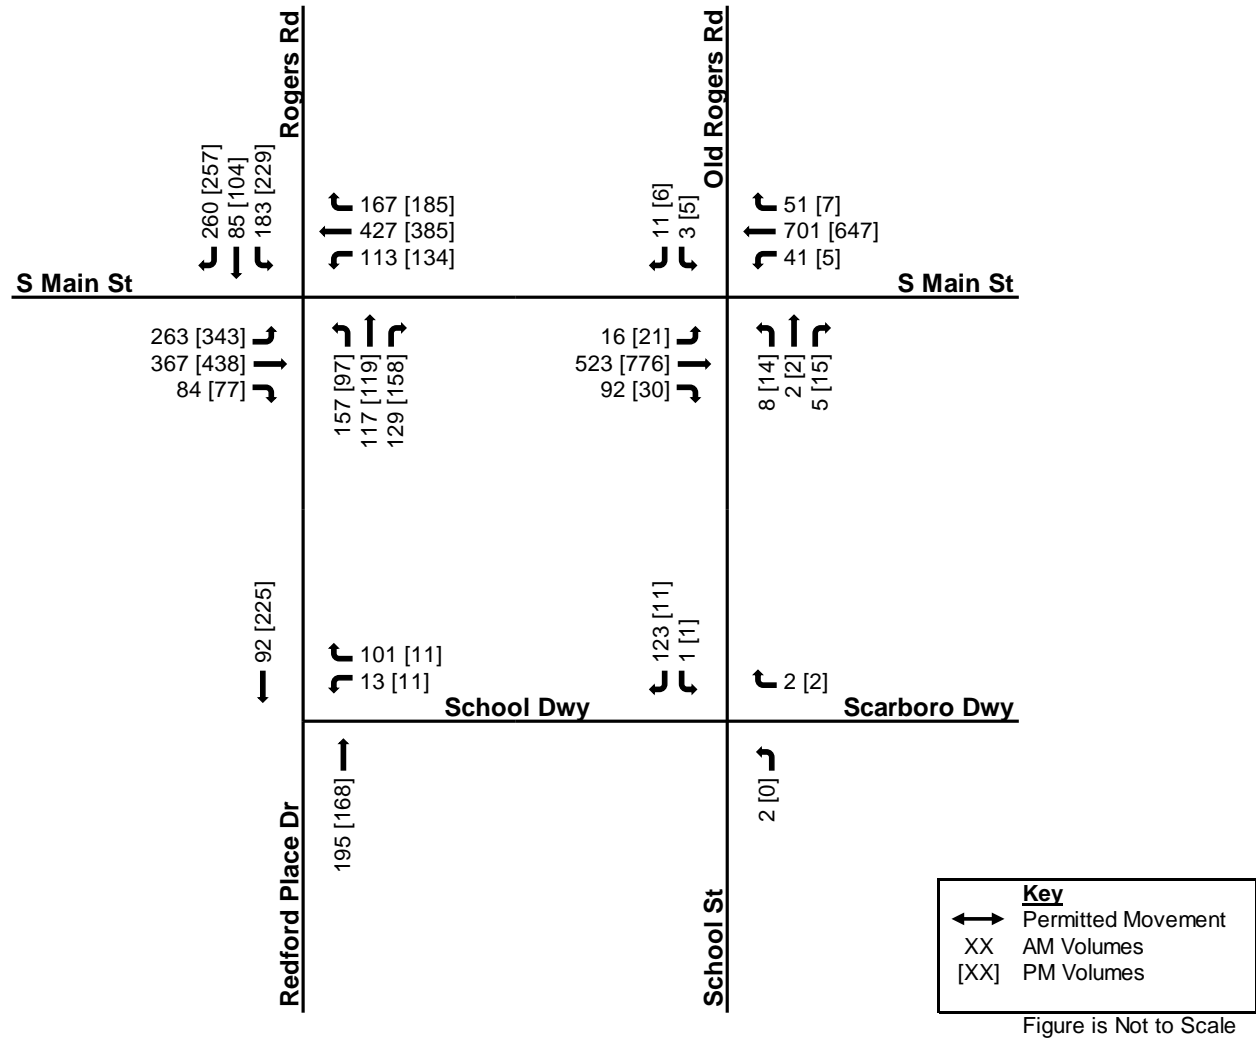 Rogers Rd
Old Rogers Rd
260 [257]
85 [104]
183 [229]
167 [185]
427 [385]
113 [134]
11 [6]
3 [5]
51 [7]
701 [647]
41 [5]
S Main St
S Main St
263 [343]
367 [438]
84 [77]
157 [97]
117 [119]
129 [158]
16 [21]
523 [776]
92 [30]
8 [14]
2 [2]
5 [15]
92 [225]
101 [11]
13 [11]
123 [11]
1 [1]
2 [2]
School Dwy
Scarboro Dwy
195 [168]
2 [0]
Redford Place Dr
School St
Key
Permitted Movement
XX AM Volumes
[XX] PM Volumes
Figure is Not to Scale